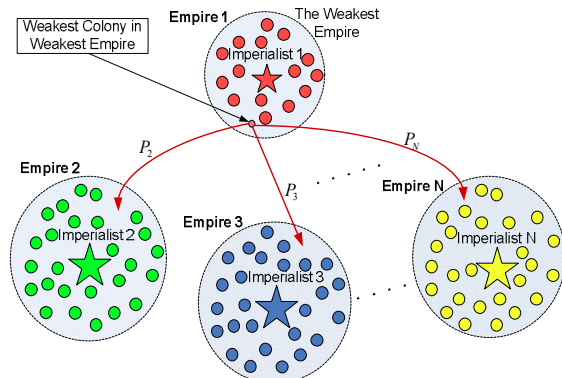 Weakest Colony in
Weakest Empire
Empire 1
The Weakest
Empire
Imperialist 1
P2
P3
PN
Empire 2
Imperialist 2
Empire 3
Imperialist 3
Empire N
Imperialist N